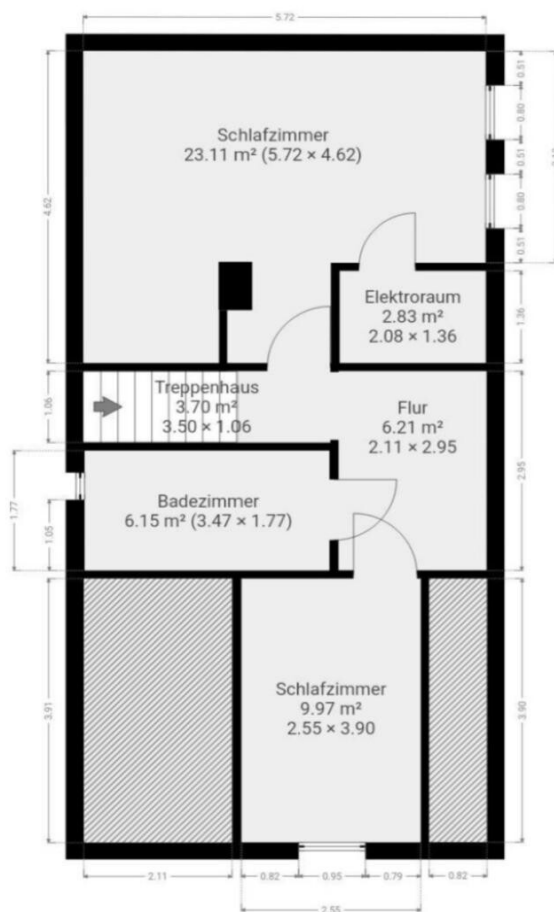 5.72
0.51
Schlafzimmer
23.11 m² (5.72 × 4.62)
0.80
0.51
4.62
0.80
0.51
Elektroraum
2.83 m²
2.08 × 1.36
1.36
Treppenhaus
3.70 m²
3.50 × 1.06
1.06
Flur
6.21 m²
2.11 × 2.95
2.95
Badezimmer
6.15 m² (3.47 × 1.77)
1.77
1.05
Schlafzimmer
9.97 m²
2.55 × 3.90
3.91
3.90
2.11
0.82
0.95
0.79
0.82
2.55